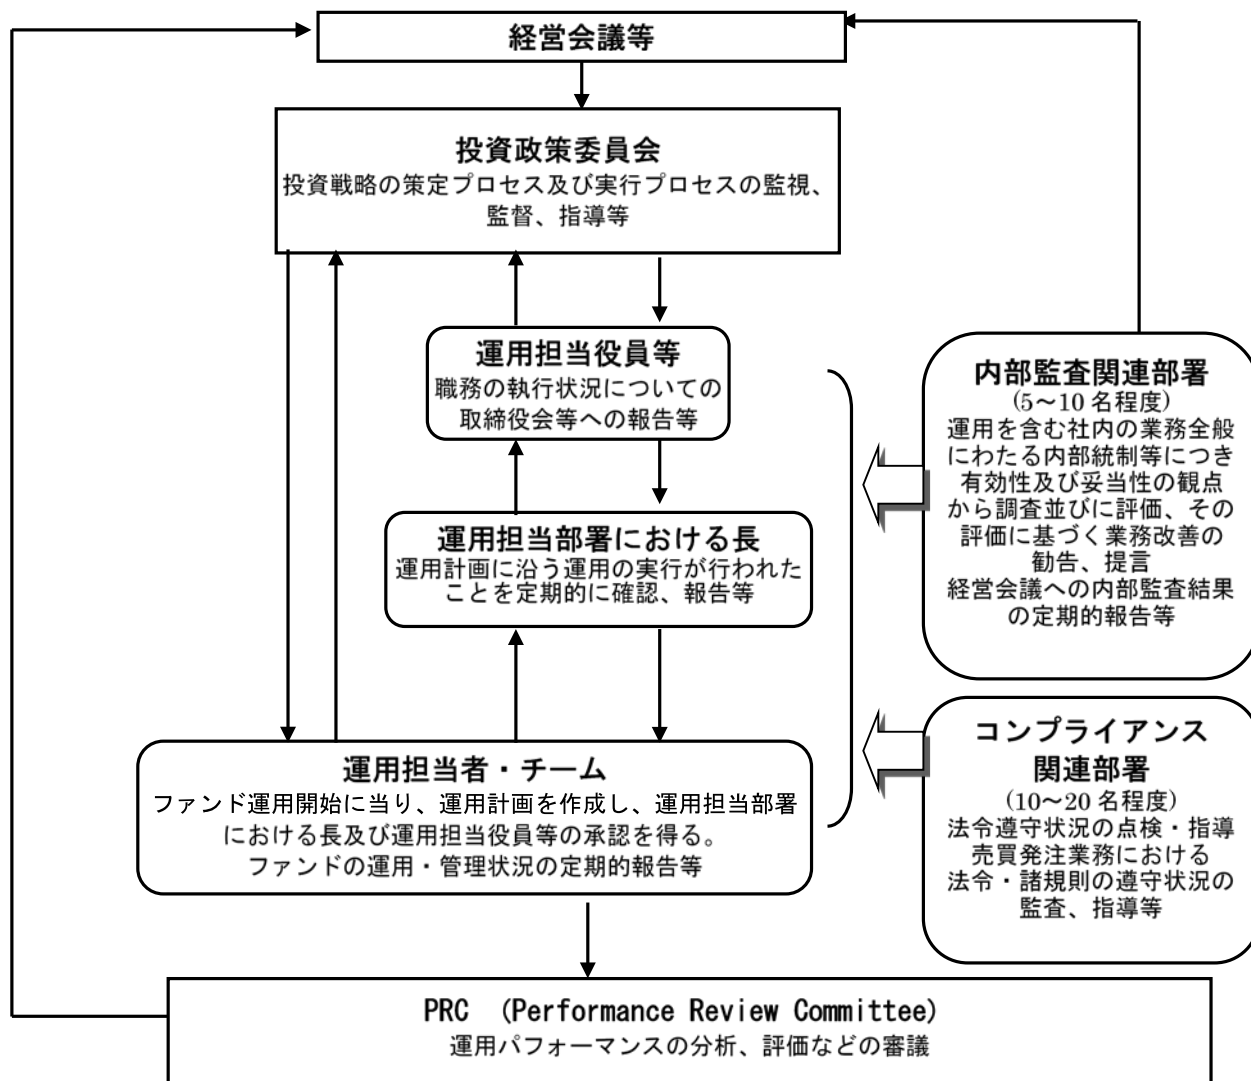 経営会議等
投資政策委員会
投資戦略の策定プロセス及び実行プロセスの監視、
監督、指導等
運用担当役員等
職務の執行状況についての
取締役会等への報告等
運用担当部署における長
運用計画に沿う運用の実行が行われた
ことを定期的に確認、報告等
運用担当者・チーム
ファンド運用開始に当り、運用計画を作成し、運用担当部署
における長及び運用担当役員等の承認を得る。
ファンドの運用・管理状況の定期的報告等
内部監査関連部署
(5～10 名程度)
運用を含む社内の業務全般
にわたる内部統制等につき
有効性及び妥当性の観点
から調査並びに評価、その
評価に基づく業務改善の
勧告、提言
経営会議への内部監査結果
の定期的報告等
コンプライアンス
関連部署
(10～20 名程度)
法令遵守状況の点検・指導
売買発注業務における
法令・諸規則の遵守状況の
監査、指導等
PRC (Performance Review Committee)
運用パフォーマンスの分析、評価などの審議